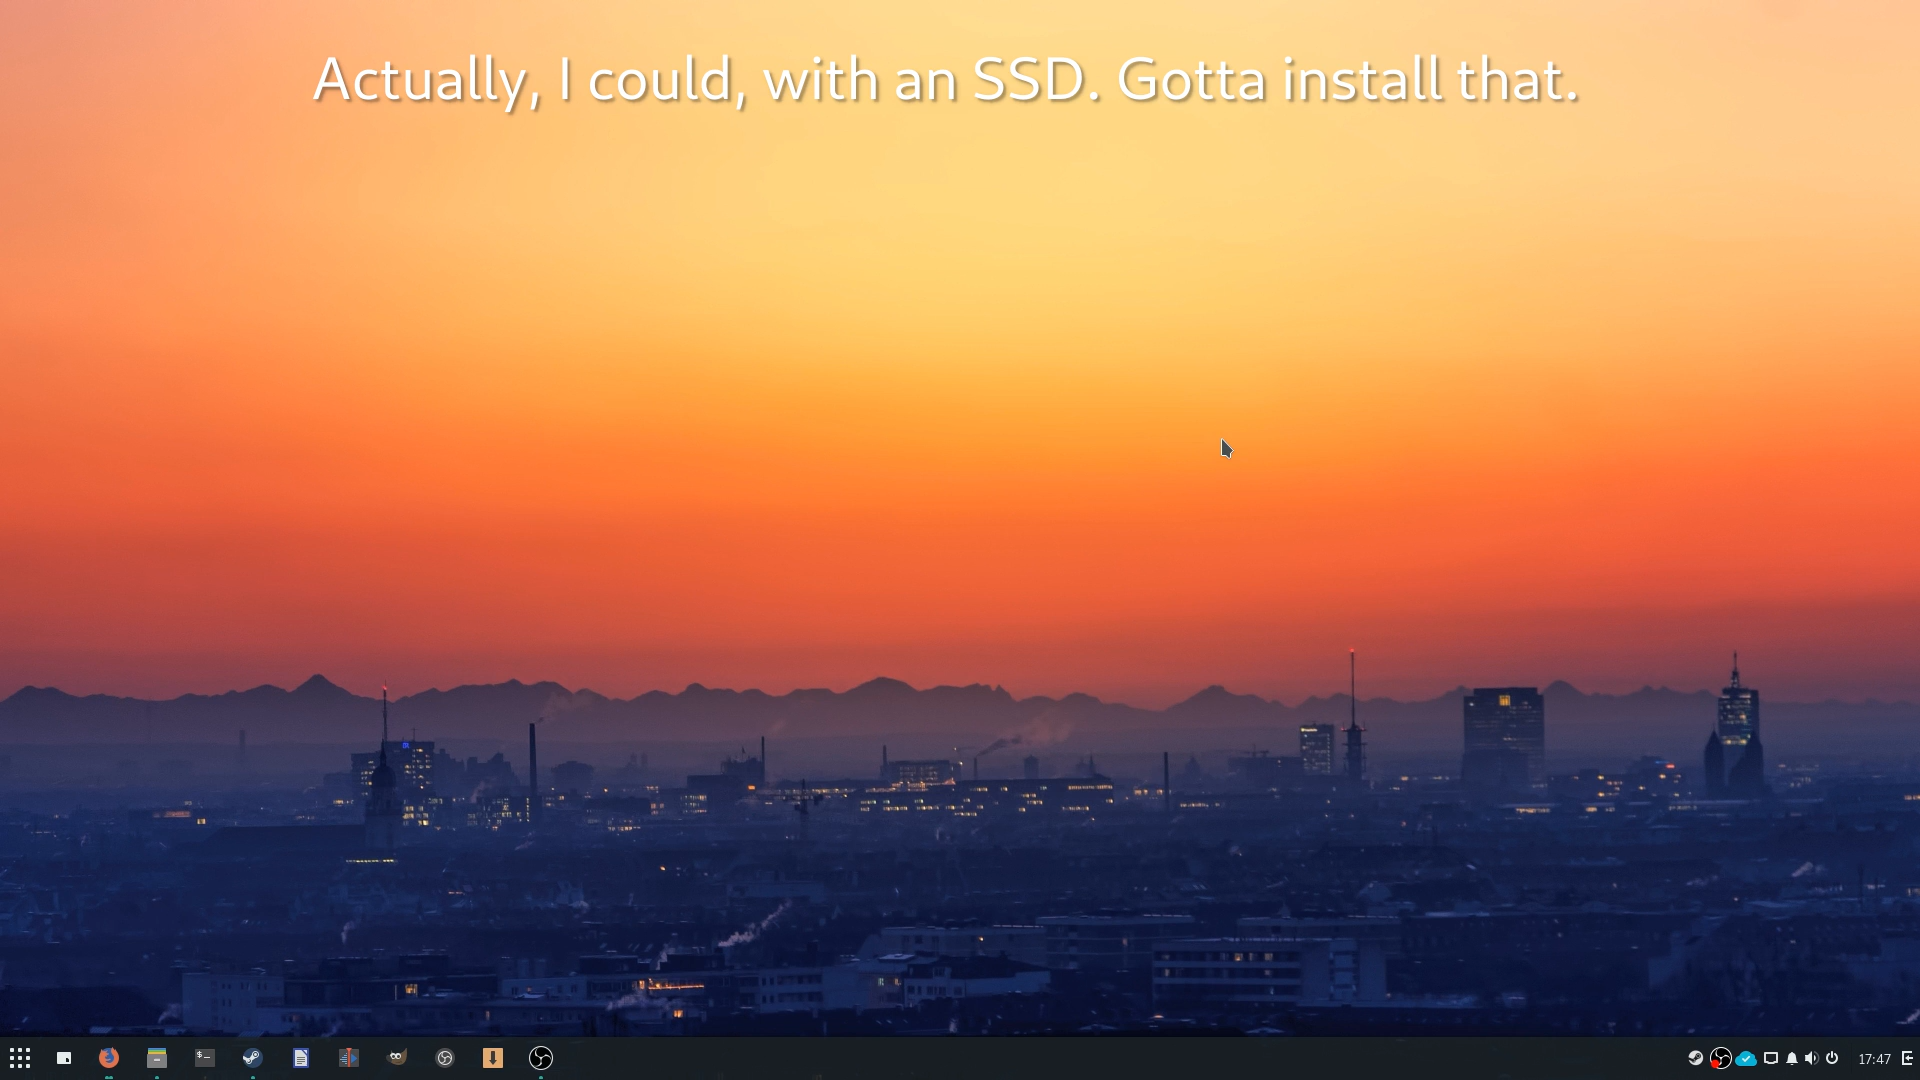 Actually, I could, with an SSD. Gotta install that.
$-
17:47